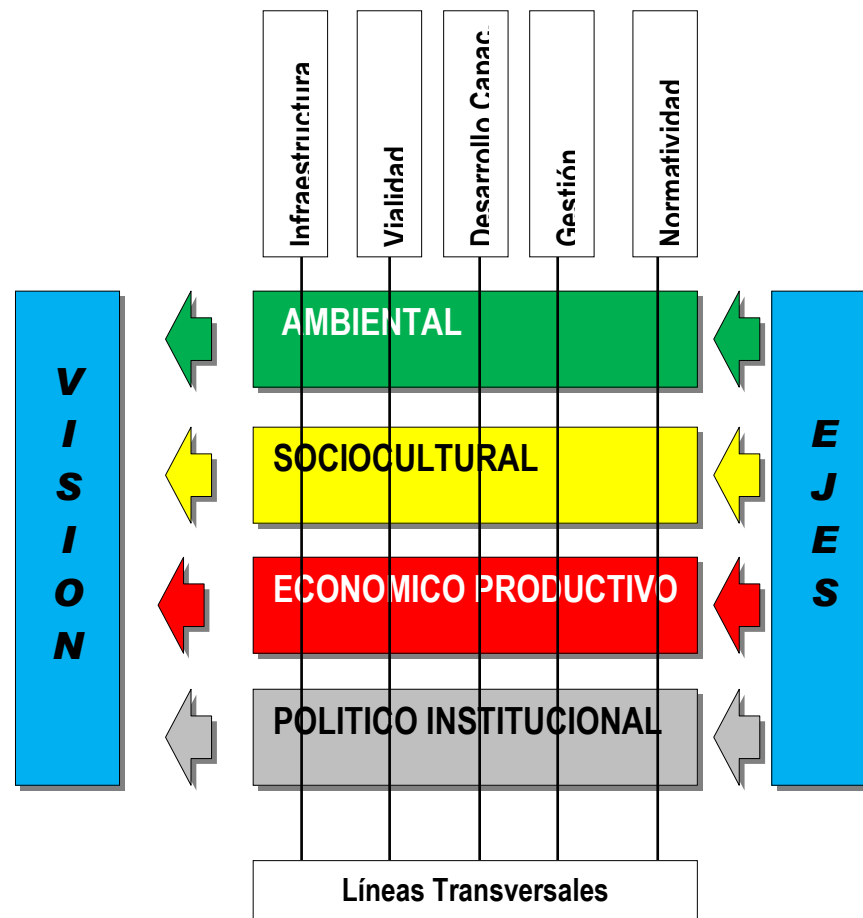 Infraestructura
Vialidad
Desarrollo Capac.
Gestión
Normatividad
VISION
AMBIENTAL
SOCIOCULTURAL
ECONOMICO PRODUCTIVO
POLITICO INSTITUCIONAL
EJES
Líneas Transversales